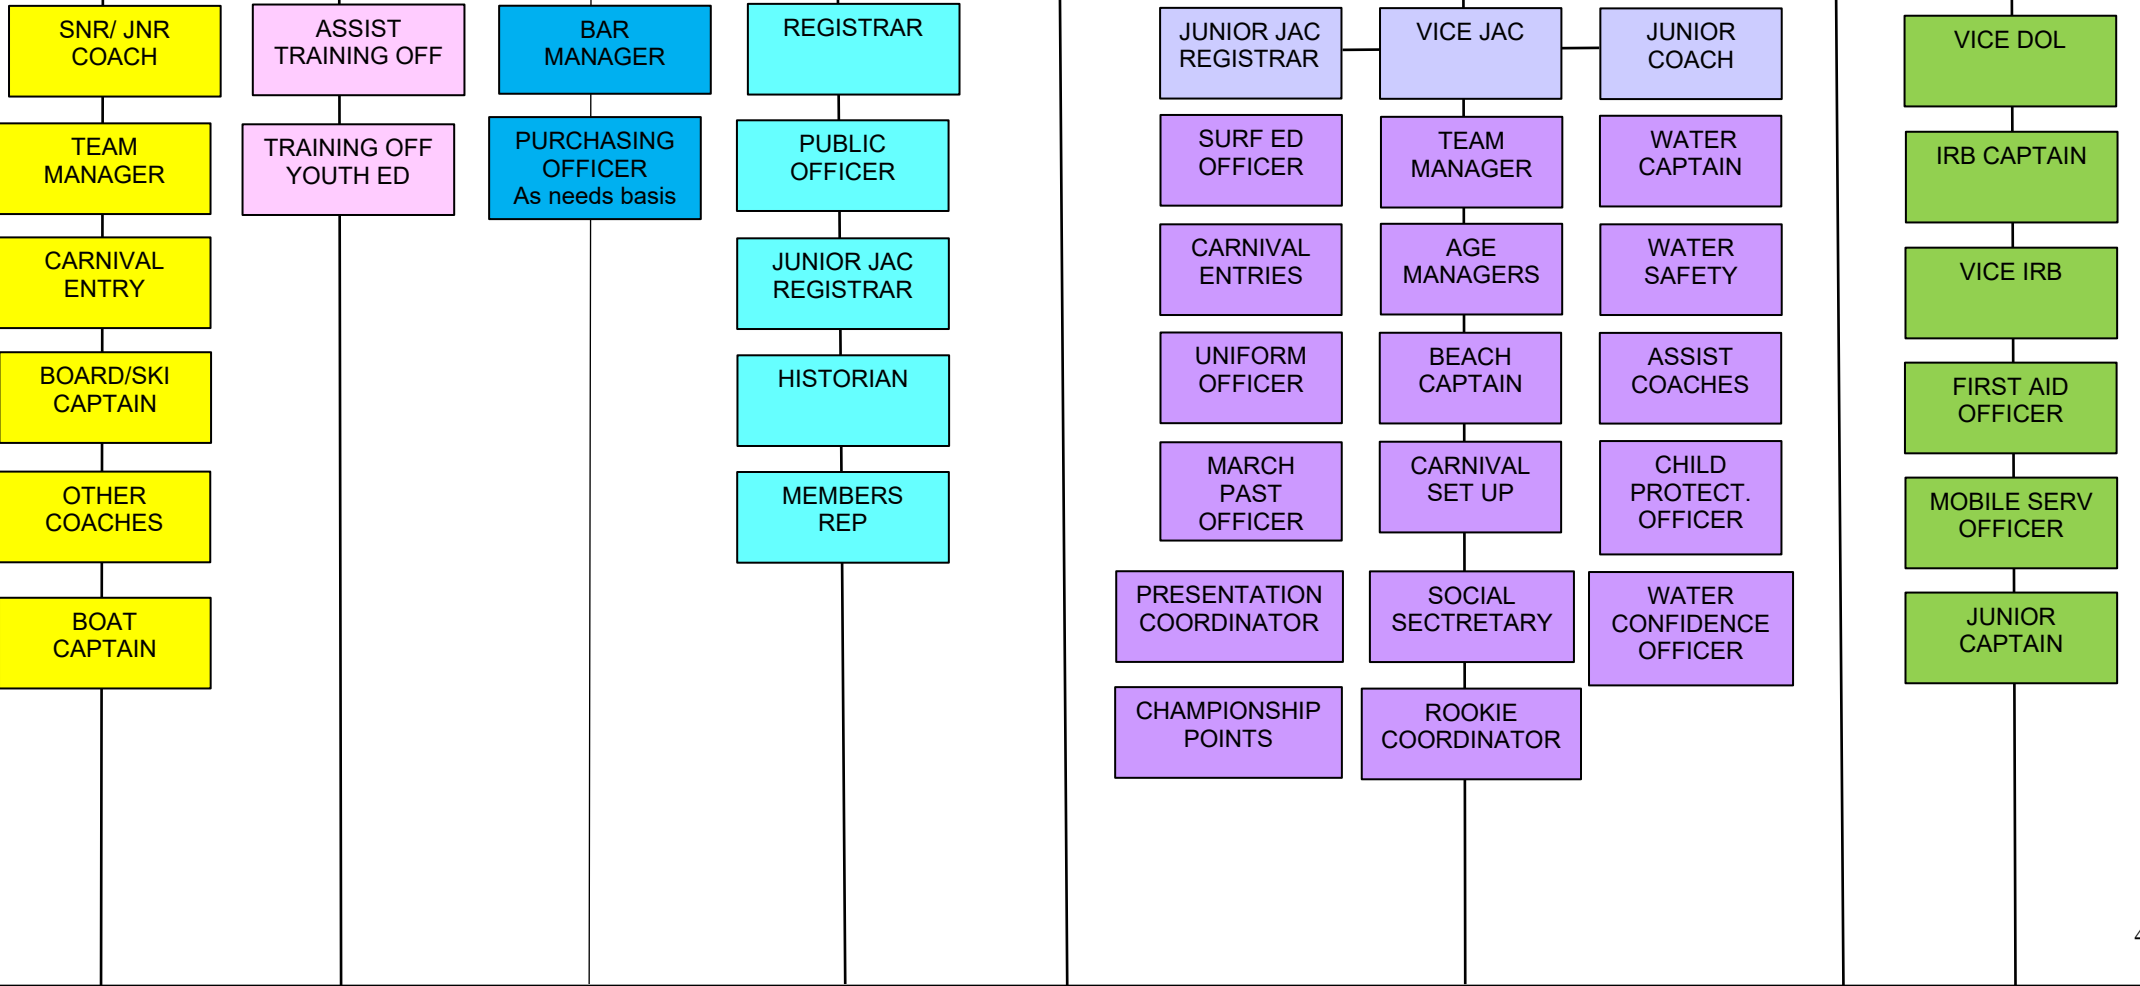 SNR/ JNR
COACH
TEAM
MANAGER
CARNIVAL
ENTRY
BOARD/SKI
CAPTAIN
OTHER
COACHES
BOAT
CAPTAIN
ASSIST
TRAINING OFF
TRAINING OFF
YOUTH ED
BAR
MANAGER
PURCHASING
OFFICER
As needs basis
REGISTRAR
PUBLIC
OFFICER
JUNIOR JAC
REGISTRAR
HISTORIAN
MEMBERS
REP
JUNIOR JAC
REGISTRAR
VICE JAC
JUNIOR
COACH
SURF ED
OFFICER
TEAM
MANAGER
WATER
CAPTAIN
CARNIVAL
ENTRIES
AGE
MANAGERS
WATER
SAFETY
UNIFORM
OFFICER
BEACH
CAPTAIN
ASSIST
COACHES
MARCH
PAST
OFFICER
CARNIVAL
SET UP
CHILD
PROTECT.
OFFICER
PRESENTATION
COORDINATOR
SOCIAL
SECTRETARY
WATER
CONFIDENCE
OFFICER
CHAMPIONSHIP
POINTS
ROOKIE
COORDINATOR
VICE DOL
IRB CAPTAIN
VICE IRB
FIRST AID
OFFICER
MOBILE SERV
OFFICER
JUNIOR
CAPTAIN